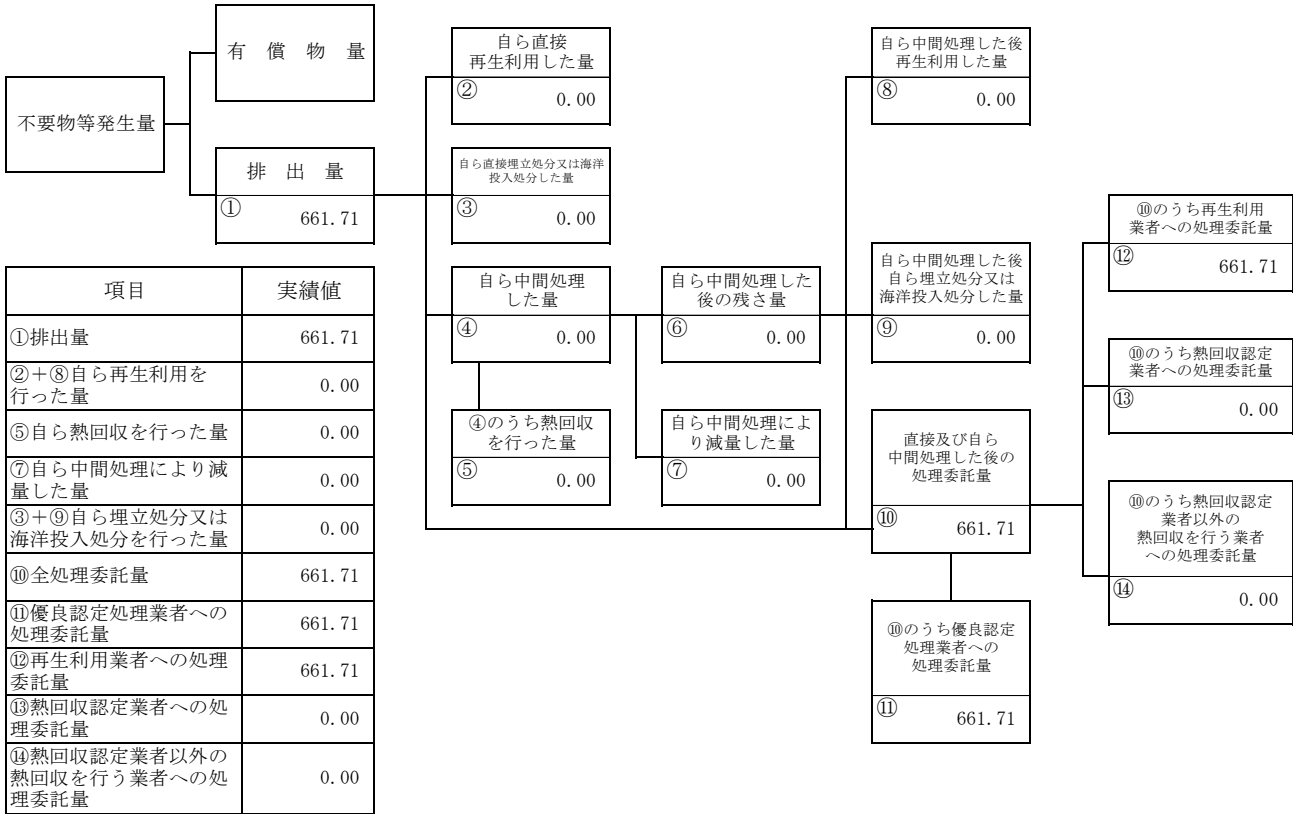 有 償 物 量
不要物等発生量
排 出 量
① 661.71
自ら直接
再生利用した量
② 0.00
自ら直接埋立処分又は海洋
投入処分した量
③ 0.00
自ら中間処理
した量
④ 0.00
④のうち熱回収
を行った量
⑤ 0.00
自ら中間処理した
後の残さ量
⑥ 0.00
自ら中間処理によ
り減量した量
⑦ 0.00
自ら中間処理した後
再生利用した量
⑧ 0.00
自ら中間処理した後
自ら埋立処分又は
海洋投入処分した量
⑨ 0.00
直接及び自ら
中間処理した後の
処理委託量
⑩ 661.71
⑩のうち優良認定
処理業者への
処理委託量
⑪ 661.71
⑩のうち再生利用
業者への処理委託量
⑫ 661.71
⑩のうち熱回収認定
業者への処理委託量
⑬ 0.00
⑩のうち熱回収認定
業者以外の
熱回収を行う業者
への処理委託量
⑭ 0.00
項目 実績値
①排出量 661.71
②+⑧自ら再生利用を
行った量 0.00
⑤自ら熱回収を行った量 0.00
⑦自ら中間処理により減
量した量 0.00
③+⑨自ら埋立処分又は
海洋投入処分を行った量 0.00
⑩全処理委託量 661.71
⑪優良認定処理業者への
処理委託量 661.71
⑫再生利用業者への処理
委託量 661.71
⑬熱回収認定業者への処
理委託量 0.00
⑭熱回収認定業者以外の
熱回収を行う業者への処
理委託量 0.00